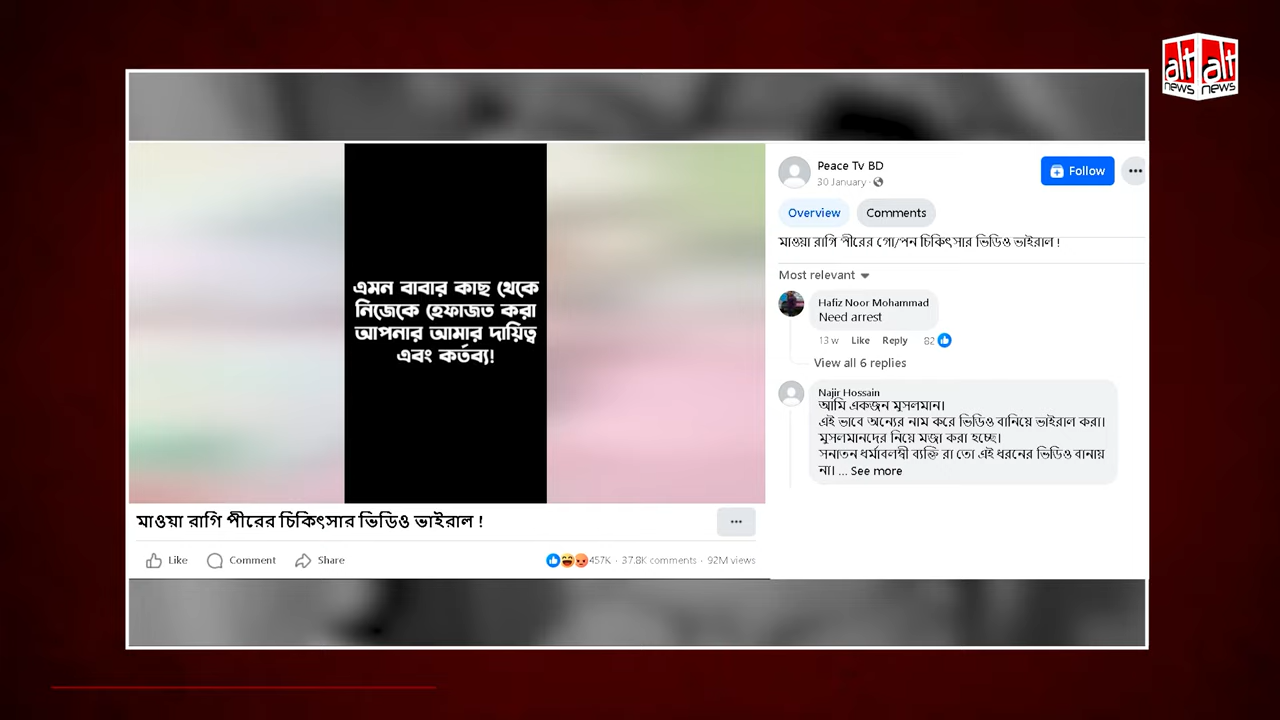 alt alt
news news
Peace Tv BD
30 January ·
Follow
Overview
Comments
মাওয়া রাগি পীরের গো/পন চিকিৎসার ভিডিও ভাইরাল !
Most relevant
Hafiz Noor Mohammad
Need arrest
13 w Like Reply 82
View all 6 replies
Najir Hossain
আমি একজন মুসলমান।
এই ভাবে অন্যের নাম করে ভিডিও বানিয়ে ভাইরাল করা।
মুসলমানদের নিয়ে মজা করা হচ্ছে।
সনাতন ধর্মাবলম্বী ব্যক্তি রা তো এই ধরনের ভিডিও বানায়
না। ... See more
এমন বাবার কাছ থেকে
নিজেকে হেফাজত করা
আপনার আমার দায়িত্ব
এবং কর্তব্য!
মাওয়া রাগি পীরের চিকিৎসার ভিডিও ভাইরাল !
Like Comment Share 457K · 37.8K comments · 92M views